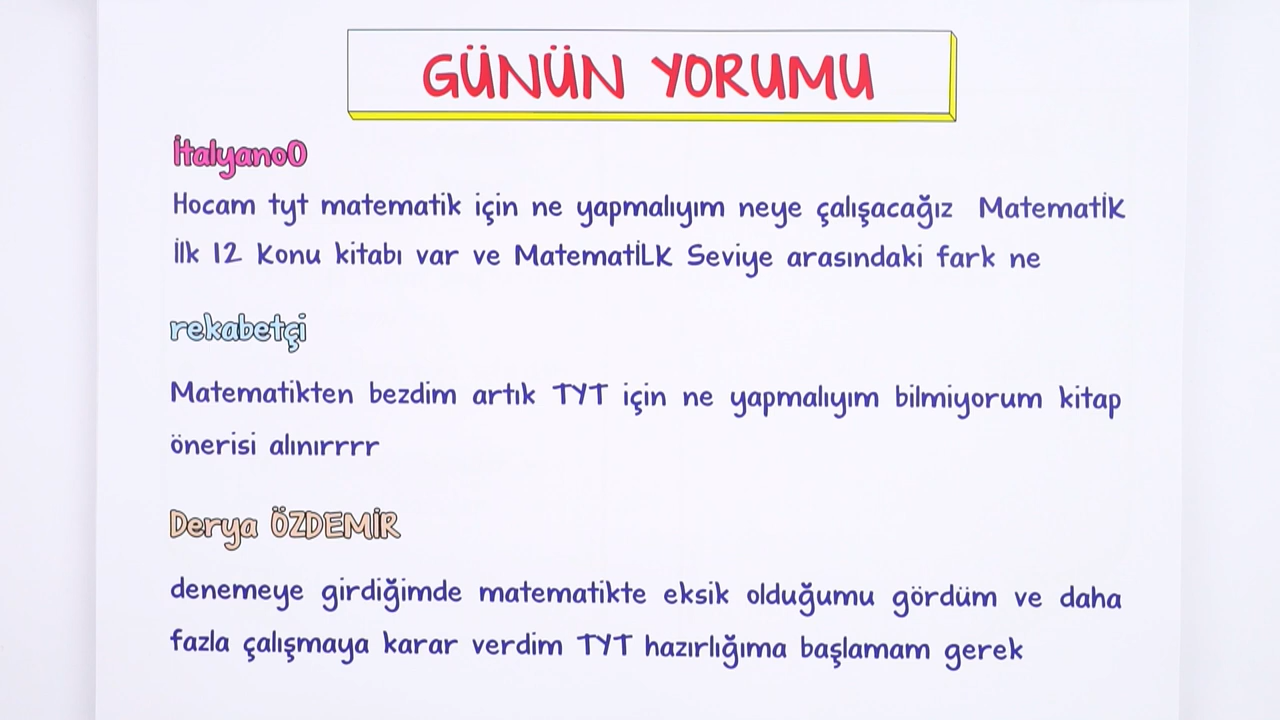 GÜNÜN YORUMU
İtalyano0
Hocam tyt matematik için ne yapmalıyım neye çalışacağız MatematİK
İlk 12 Konu kitabı var ve MatematİLK Seviye arasındaki fark ne
rekabetçi
Matematikten bezdim artık TYT için ne yapmalıyım bilmiyorum kitap
önerisi alınırrrr
Derya ÖZDEMİR
denemeye girdiğimde matematikte eksik olduğumu gördüm ve daha
fazla çalışmaya karar verdim TYT hazırlığıma başlamam gerek